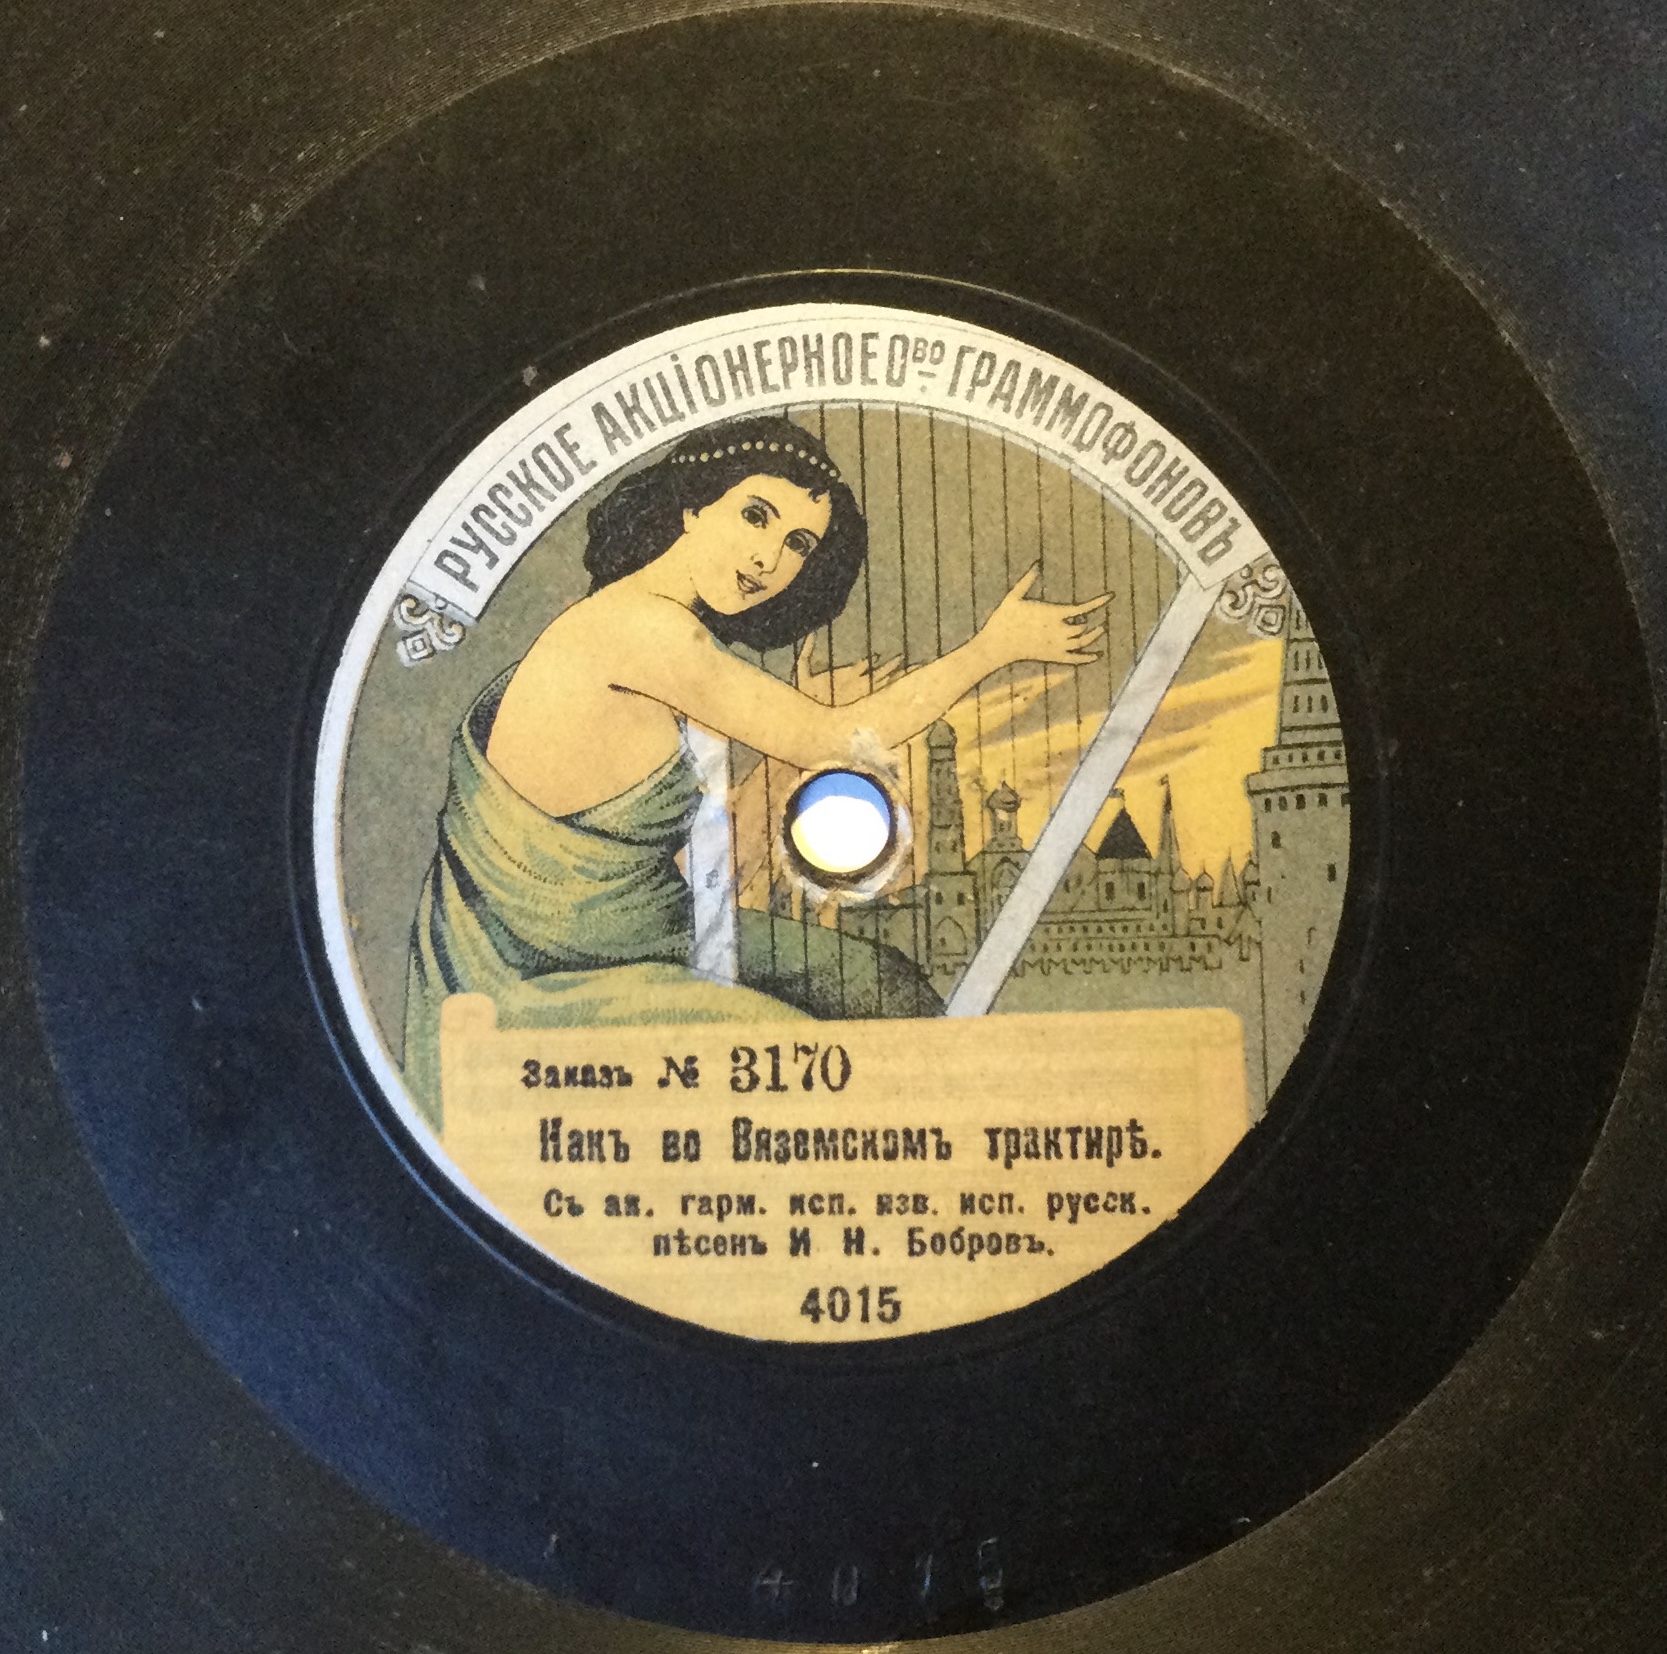 РУССКОЕ АКЦІОНЕРНОЕ О-ВО ГРАММОФОНОВЪ
Заказъ № 3170
Какъ во Вяземскомъ трактирѣ.
Съ ак. гарм. исп. изв. исп. русск.
пѣсенъ И Н. Бобровъ.
4015
4015